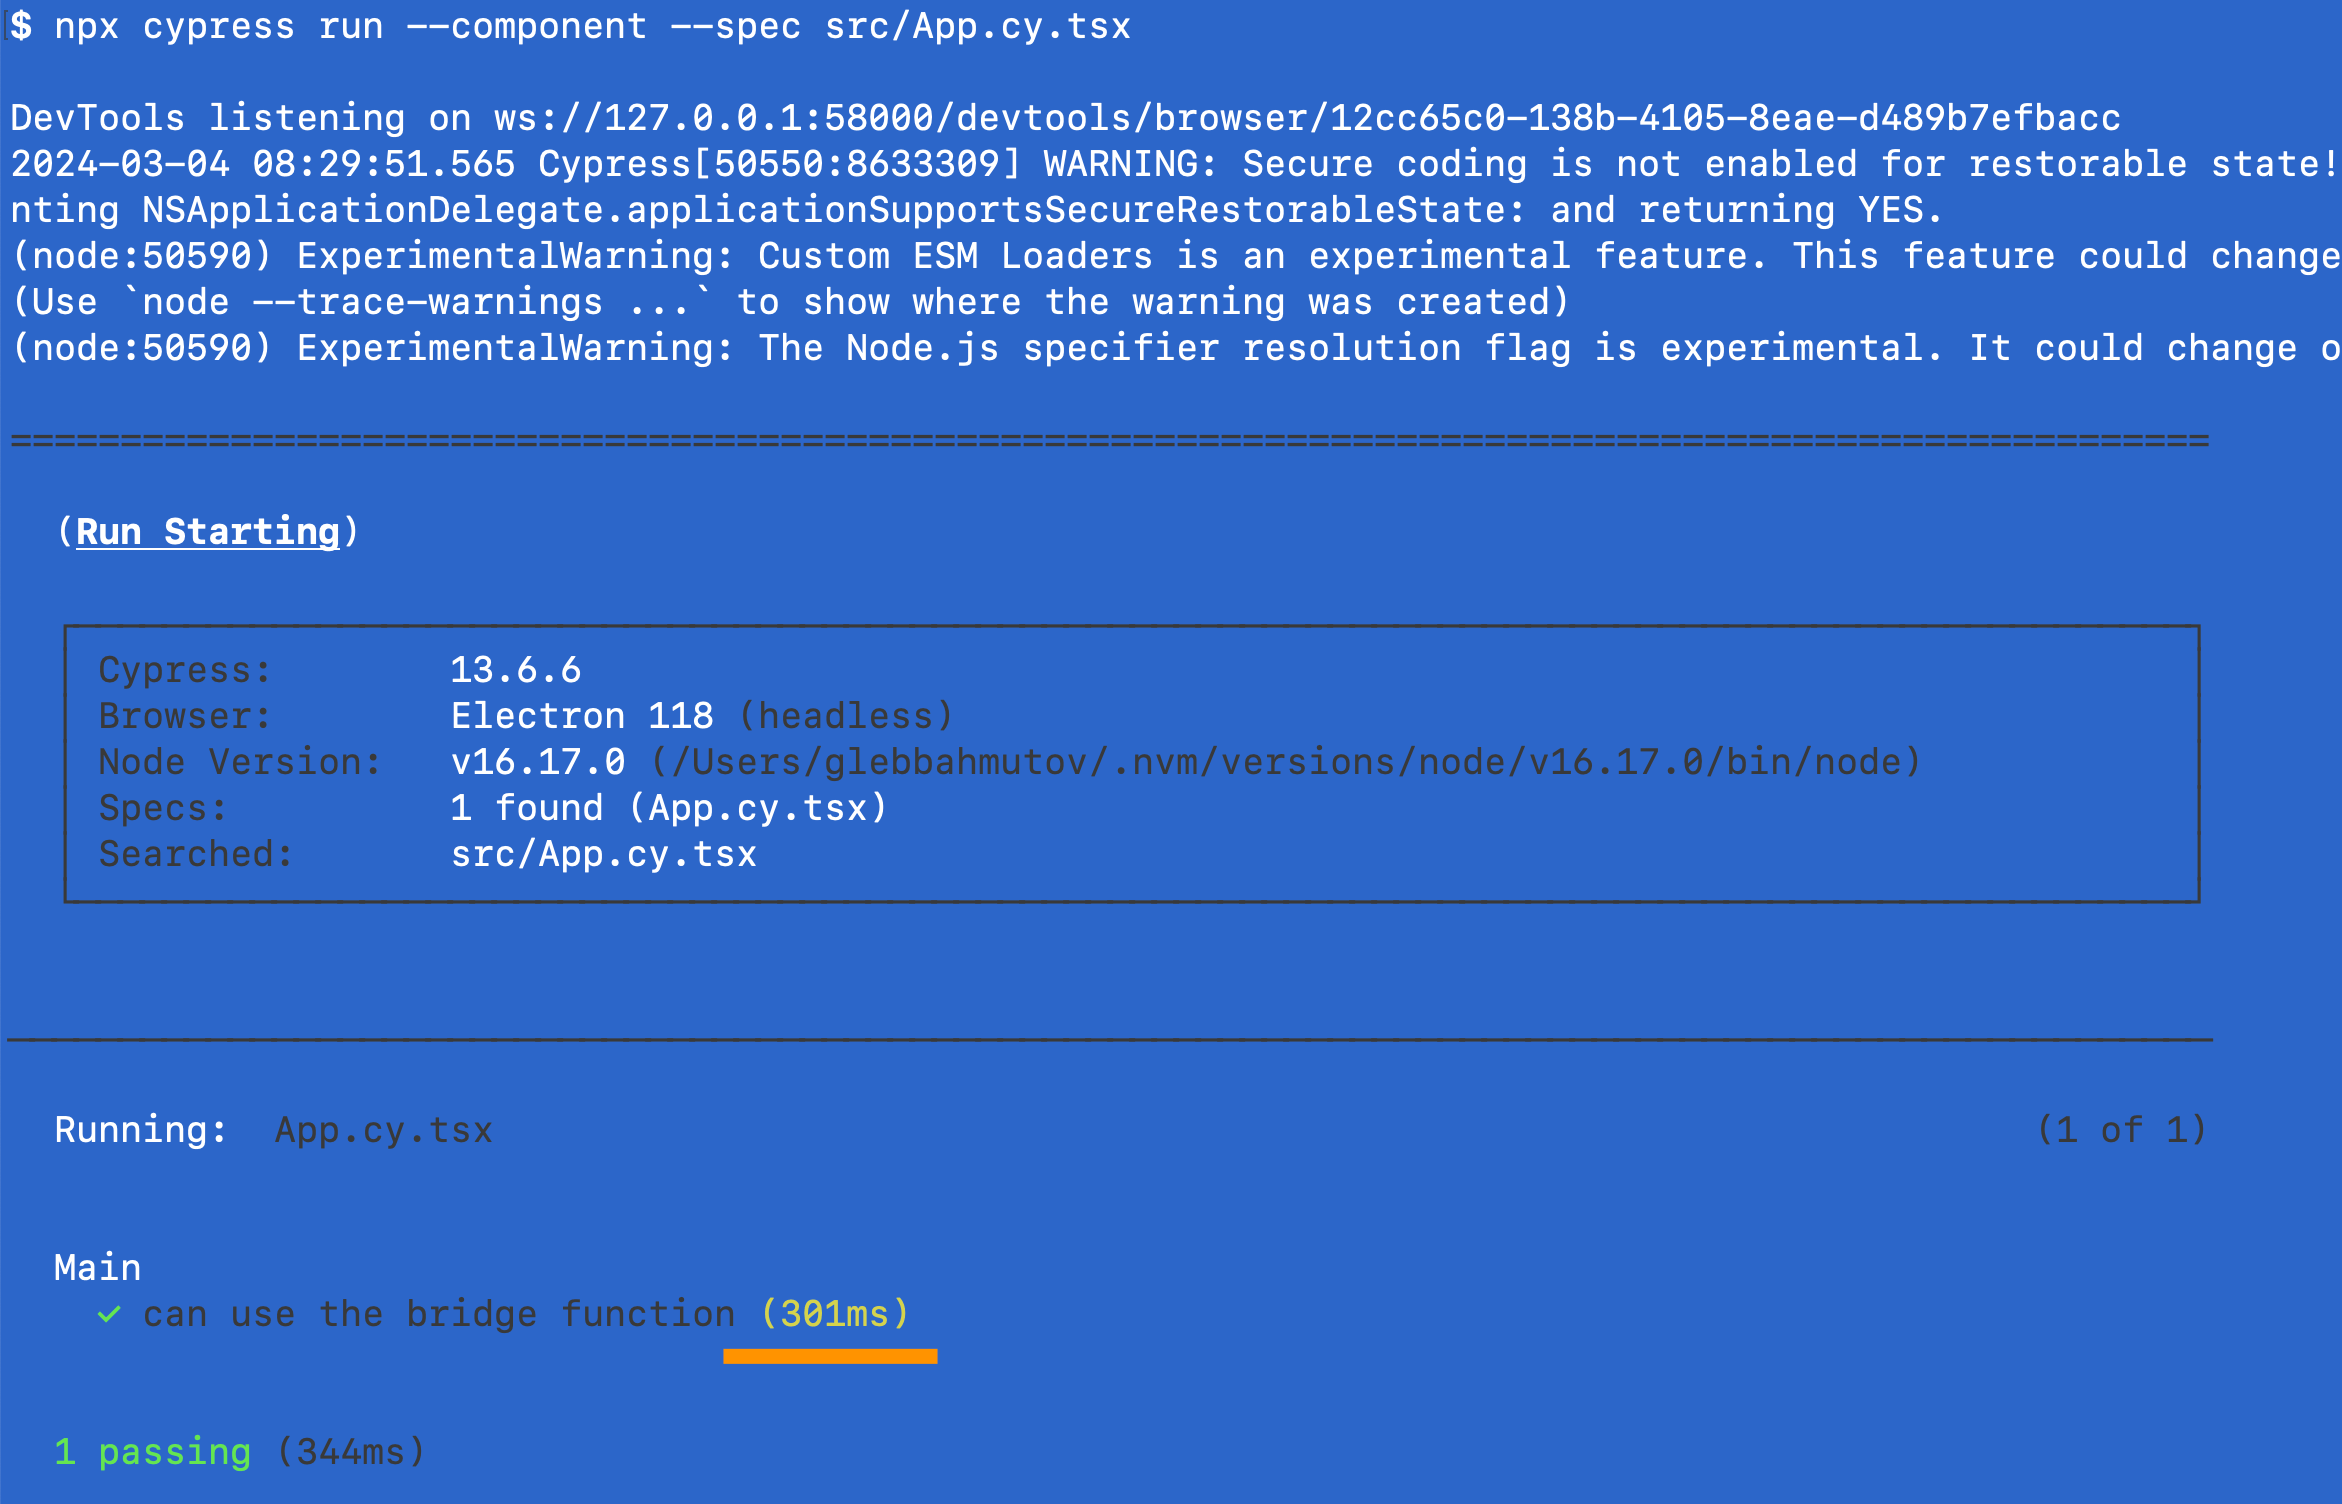 $ npx cypress run --component --spec src/App.cy.tsx
DevTools listening on ws://127.0.0.1:58000/devtools/browser/12cc65c0-138b-4105-8eae-d489b7efbacc
2024-03-04 08:29:51.565 Cypress[50550:8633309] WARNING: Secure coding is not enabled for restorable state!
nting NSApplicationDelegate.applicationSupportsSecureRestorableState: and returning YES.
(node:50590) ExperimentalWarning: Custom ESM Loaders is an experimental feature. This feature could change
(Use `node --trace-warnings ...` to show where the warning was created)
(node:50590) ExperimentalWarning: The Node.js specifier resolution flag is experimental. It could change o
====================================================================================================
(Run Starting)
Cypress: 13.6.6
Browser: Electron 118 (headless)
Node Version: v16.17.0 (/Users/glebbahmutov/.nvm/versions/node/v16.17.0/bin/node)
Specs: 1 found (App.cy.tsx)
Searched: src/App.cy.tsx
Running: App.cy.tsx (1 of 1)
Main
✓ can use the bridge function (301ms)
1 passing (344ms)